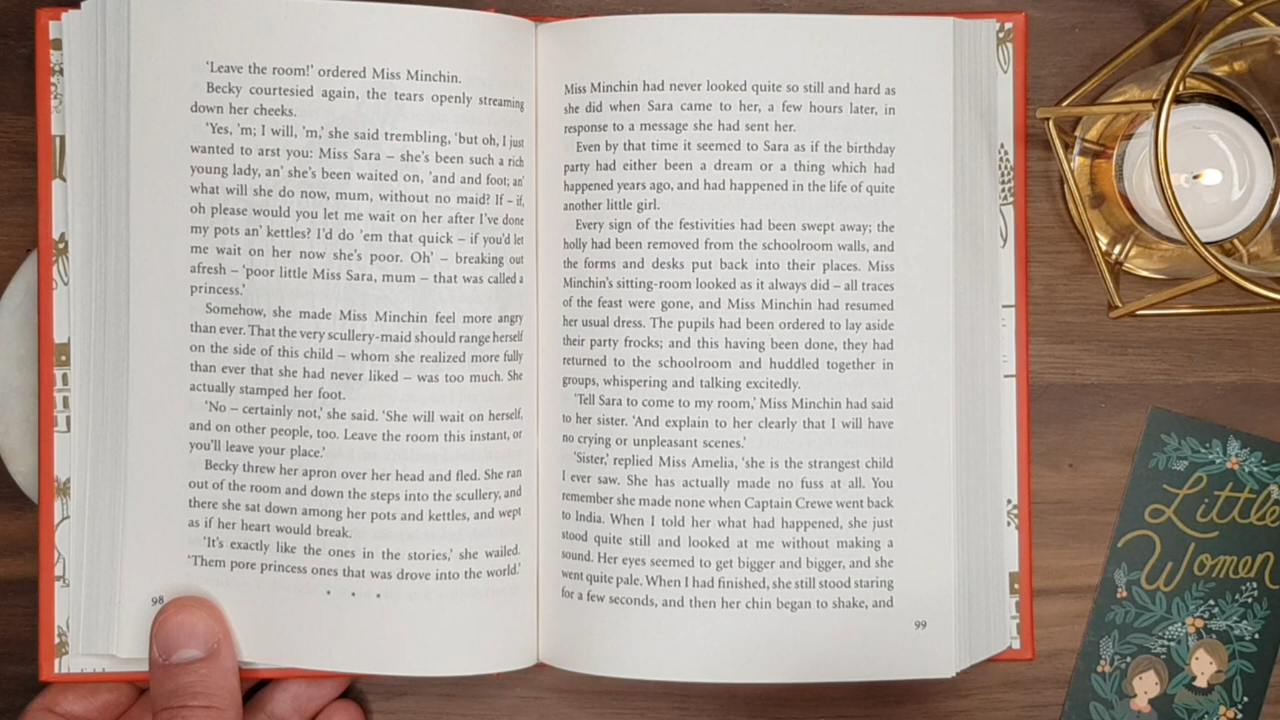 ‘Leave the room!’ ordered Miss Minchin.
Becky courtesied again, the tears openly streaming
down her cheeks.
‘Yes, ’m; I will, ’m,’ she said trembling, ‘but oh, I just
wanted to arst you: Miss Sara – she’s been such a rich
young lady, an’ she’s been waited on, ’and and foot; an’
what will she do now, mum, without no maid? If – if,
oh please would you let me wait on her after I’ve done
my pots an’ kettles? I’d do ’em that quick – if you’d let
me wait on her now she’s poor. Oh’ – breaking out
afresh – ‘poor little Miss Sara, mum – that was called a
princess.’
Somehow, she made Miss Minchin feel more angry
than ever. That the very scullery-maid should range herself
on the side of this child – whom she realized more fully
than ever that she had never liked – was too much. She
actually stamped her foot.
‘No – certainly not,’ she said. ‘She will wait on herself,
and on other people, too. Leave the room this instant, or
you’ll leave your place.’
Becky threw her apron over her head and fled. She ran
out of the room and down the steps into the scullery, and
there she sat down among her pots and kettles, and wept
as if her heart would break.
‘It’s exactly like the ones in the stories,’ she wailed.
‘Them pore princess ones that was drove into the world.’
* * *
98
Miss Minchin had never looked quite so still and hard as
she did when Sara came to her, a few hours later, in
response to a message she had sent her.
Even by that time it seemed to Sara as if the birthday
party had either been a dream or a thing which had
happened years ago, and had happened in the life of quite
another little girl.
Every sign of the festivities had been swept away; the
holly had been removed from the schoolroom walls, and
the forms and desks put back into their places. Miss
Minchin’s sitting-room looked as it always did – all traces
of the feast were gone, and Miss Minchin had resumed
her usual dress. The pupils had been ordered to lay aside
their party frocks; and this having been done, they had
returned to the schoolroom and huddled together in
groups, whispering and talking excitedly.
‘Tell Sara to come to my room,’ Miss Minchin had said
to her sister. ‘And explain to her clearly that I will have
no crying or unpleasant scenes.’
‘Sister,’ replied Miss Amelia, ‘she is the strangest child
I ever saw. She has actually made no fuss at all. You
remember she made none when Captain Crewe went back
to India. When I told her what had happened, she just
stood quite still and looked at me without making a
sound. Her eyes seemed to get bigger and bigger, and she
went quite pale. When I had finished, she still stood staring
for a few seconds, and then her chin began to shake, and
99
Little
Women